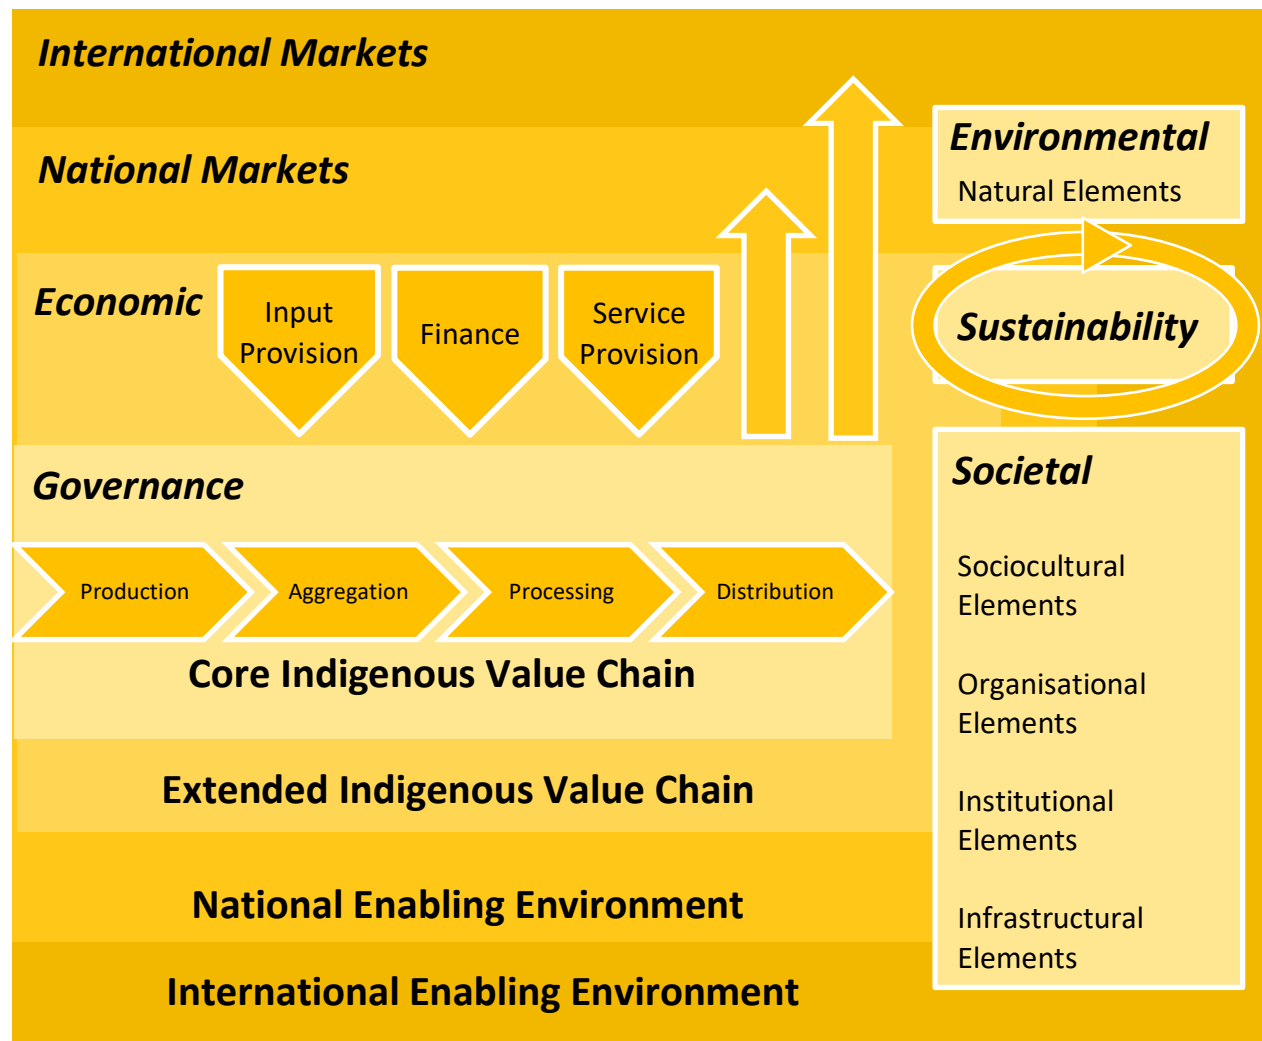 International Markets
National Markets
Economic
Input
Provision
Finance
Service
Provision
Governance
Production
Aggregation
Processing
Distribution
Core Indigenous Value Chain
Extended Indigenous Value Chain
National Enabling Environment
International Enabling Environment
Environmental
Natural Elements
Sustainability
Societal
Sociocultural
Elements
Organisational
Elements
Institutional
Elements
Infrastructural
Elements